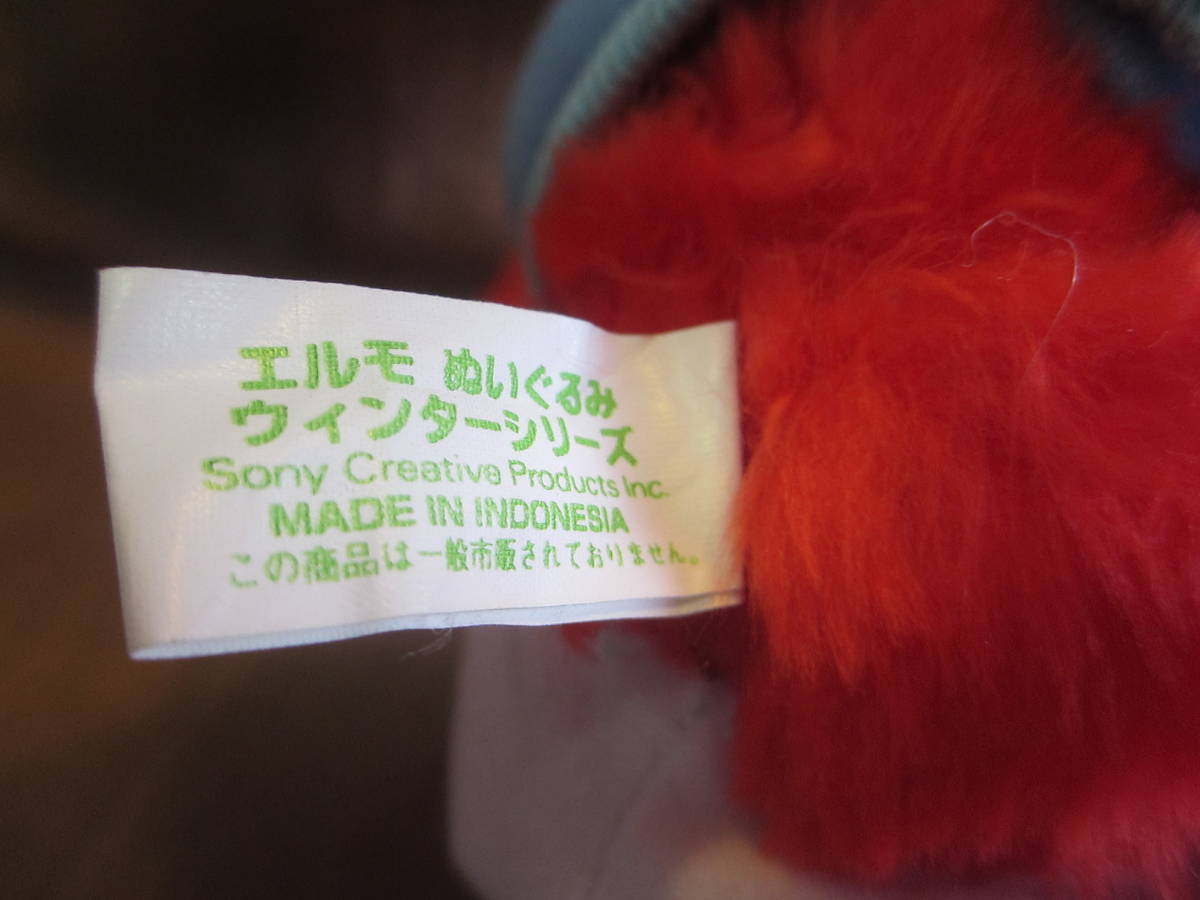 エルモ ぬいぐるみ
ウィンターシリーズ
Sony Creative Products Inc.
MADE IN INDONESIA
この商品は一般市販されておりません。